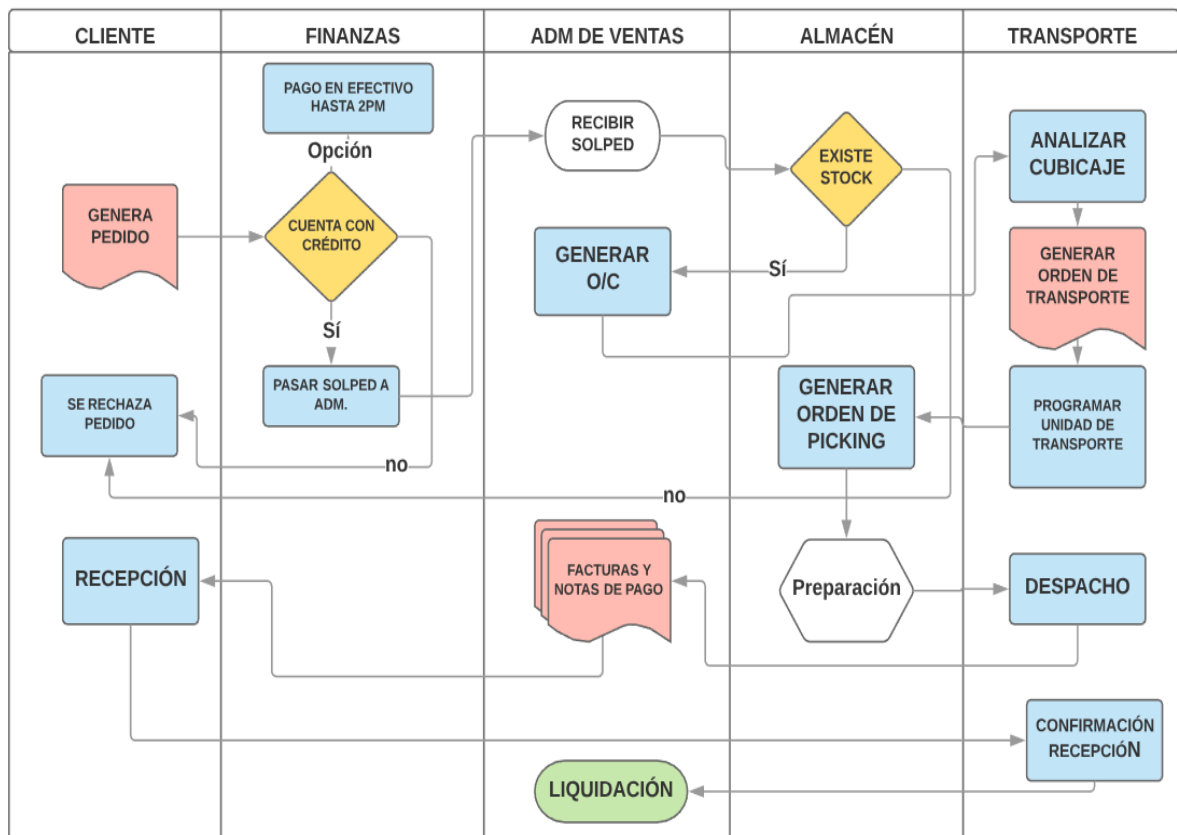 CLIENTE
FINANZAS
ADM DE VENTAS
ALMACÉN
TRANSPORTE
PAGO EN EFECTIVO
HASTA 2PM
Opción
RECIBIR
SOLPED
EXISTE
STOCK
ANALIZAR
CUBICAJE
GENERA
PEDIDO
CUENTA CON
CRÉDITO
GENERAR
O/C
Sí
GENERAR
ORDEN DE
TRANSPORTE
Sí
SE RECHAZA
PEDIDO
PASAR SOLPED A
ADM.
GENERAR
ORDEN DE
PICKING
PROGRAMAR
UNIDAD DE
TRANSPORTE
no
no
RECEPCIÓN
FACTURAS Y
NOTAS DE PAGO
Preparación
DESPACHO
CONFIRMACIÓN
RECEPCIÓN
LIQUIDACIÓN